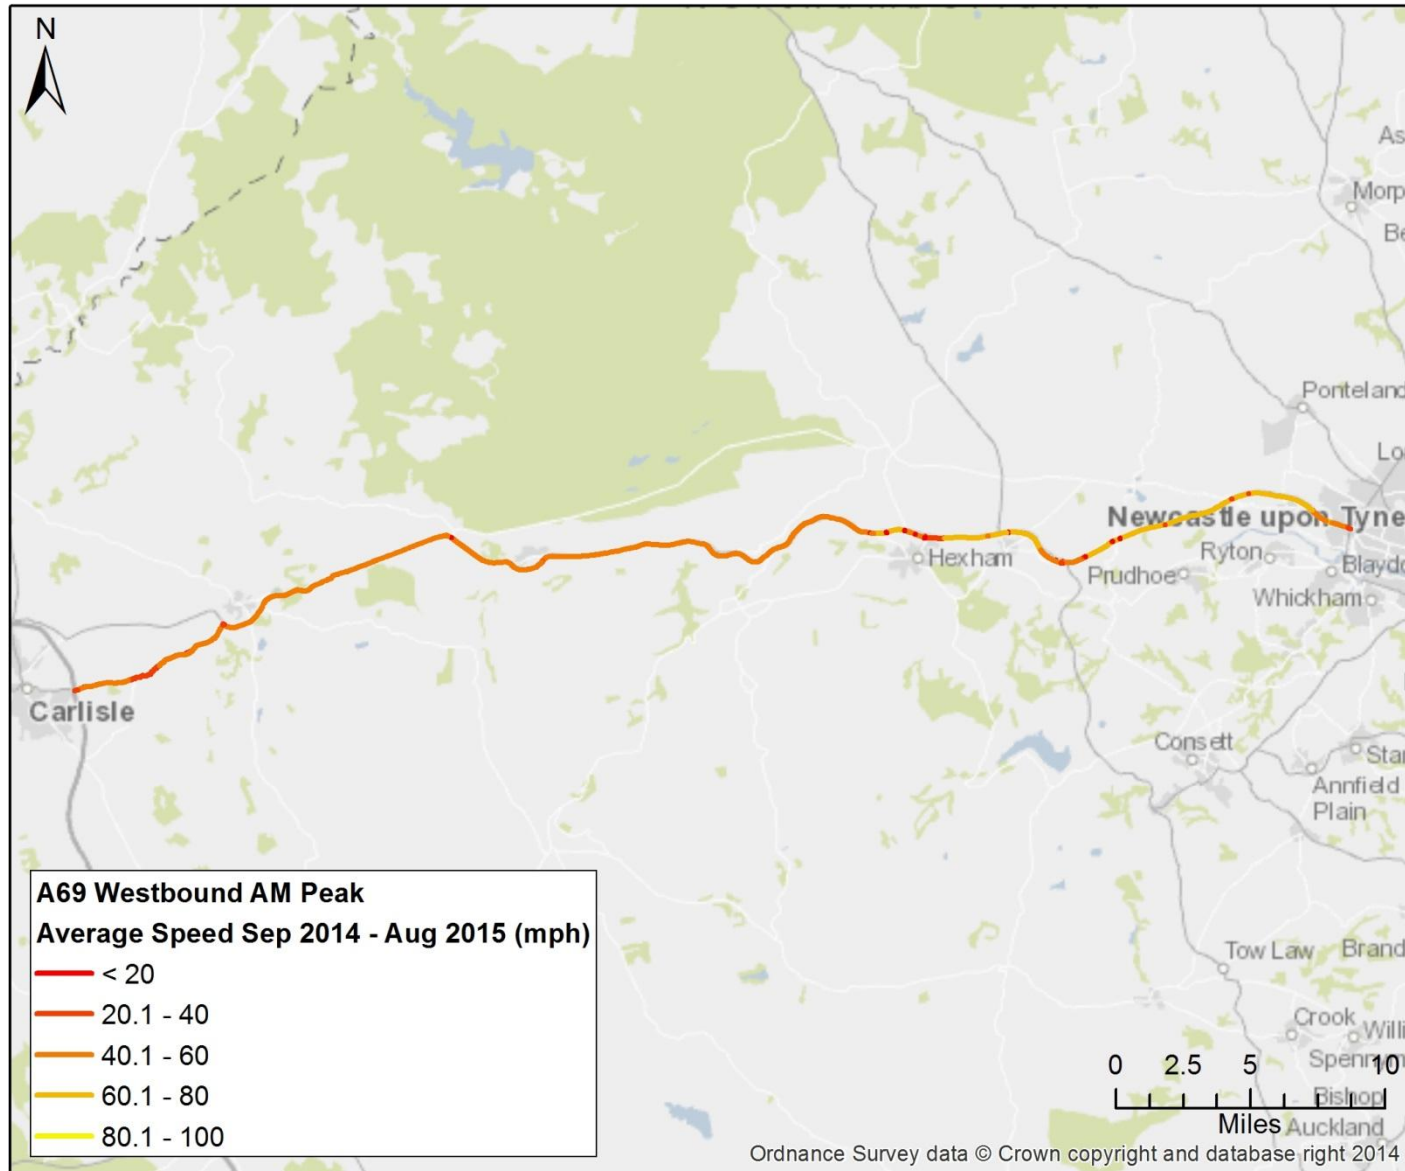 N
As
Morp
Be
Ponteland
Lo
Newcastle upon Tyne
Hexham
Ryton
Prudhoe
Blaydo
Whickham
Carlisle
Consett
Stan
Annfield
Plain
A69 Westbound AM Peak
Average Speed Sep 2014 - Aug 2015 (mph)
< 20
20.1 - 40
40.1 - 60
60.1 - 80
80.1 - 100
Tow Law
Brand
Crook
Willi
Spennym
0 2.5 5 10
Miles
Bishop
Auckland
Ordnance Survey data © Crown copyright and database right 2014